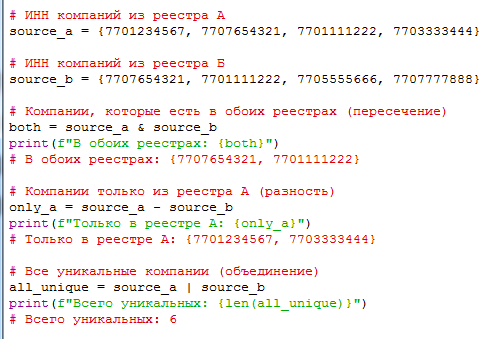 # ИНН компаний из реестра А
source_a = {7701234567, 7707654321, 7701111222, 7703333444}
# ИНН компаний из реестра Б
source_b = {7707654321, 7701111222, 7705555666, 7707777888}
# Компании, которые есть в обоих реестрах (пересечение)
both = source_a & source_b
print(f"В обоих реестрах: {both}")
# В обоих реестрах: {7707654321, 7701111222}
# Компании только из реестра А (разность)
only_a = source_a - source_b
print(f"Только в реестре А: {only_a}")
# Только в реестре А: {7701234567, 7703333444}
# Все уникальные компании (объединение)
all_unique = source_a | source_b
print(f"Всего уникальных: {len(all_unique)}")
# Всего уникальных: 6